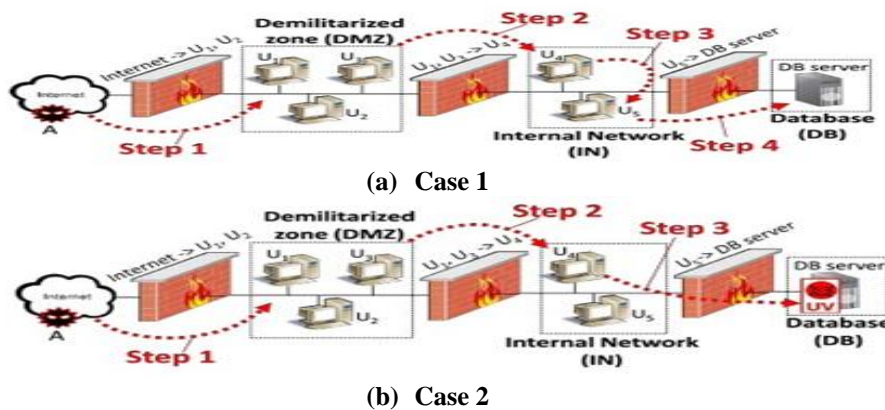 Demilitarized
zone (DMZ)
Step 2
Internet -> U1, U2
U1
U3
U2
U1, U3 -> U4
U4
Step 3
U5
U5 -> DB server
DB server
Internet
A
Step 1
Internal Network
(IN)
Step 4
Database
(DB)
(a) Case 1
Demilitarized
zone (DMZ)
Step 2
Internet -> U1, U2
U1
U3
U2
U1, U3 -> U4
U4
Step 3
U5
U5 -> DB server
DB server
UV
Internet
A
Step 1
Internal Network
(IN)
Database
(DB)
(b) Case 2